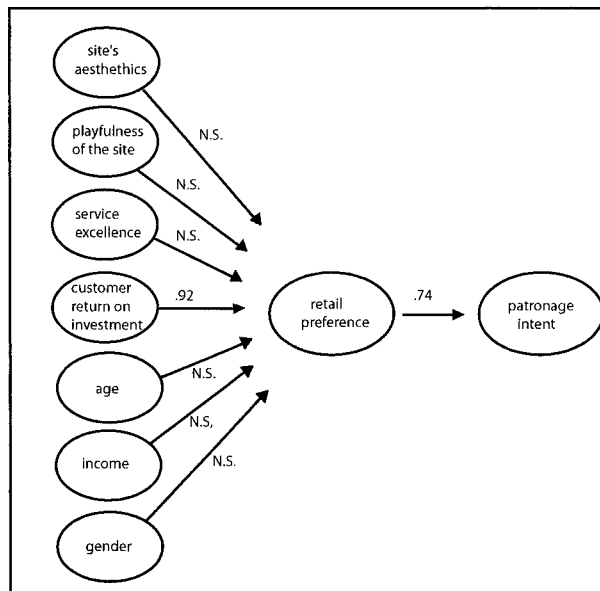 site's
aesthethics
N.S.
playfulness
of the site
N.S.
service
excellence
N.S.
customer
return on
investment
.92
retail
preference
.74
patronage
intent
age
N.S.
income
N.S,
gender
N.S.